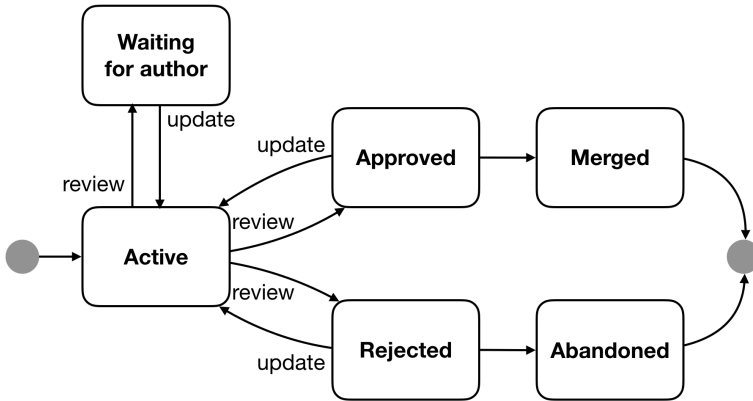 Waiting
for author
update
review
update
Approved
Merged
review
Active
review
update
Rejected
Abandoned